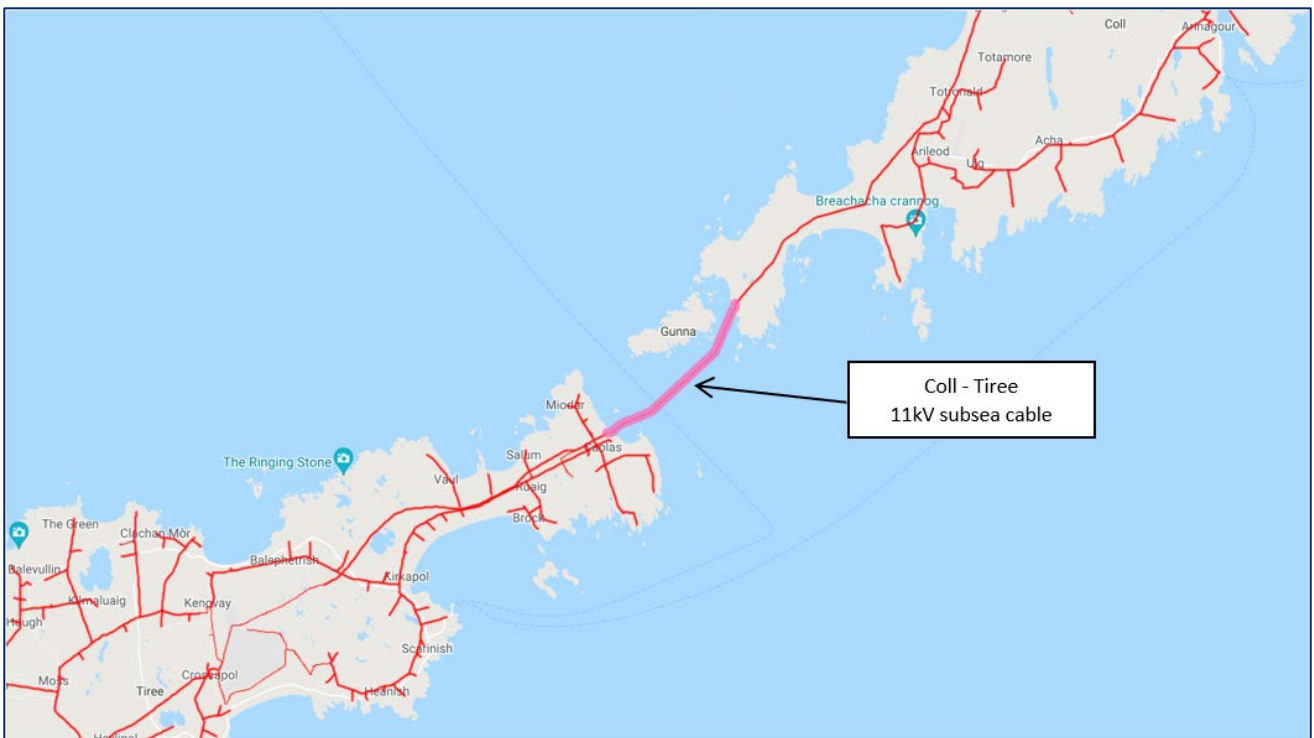 Coll
Arinagour
Totamore
Totronald
Acha
Arileod
Uig
Breachacha crannog
Gunna
Coll - Tiree
11kV subsea cable
Miodar
Caolas
Salum
The Ringing Stone
Vaul
Ruaig
Brock
The Green
Clachan Mòr
Balephetrish
Balevullin
Kirkapol
Kilmaluaig
Kenovay
Hough
Scarinish
Crossapol
Moss
Tiree
Heanish